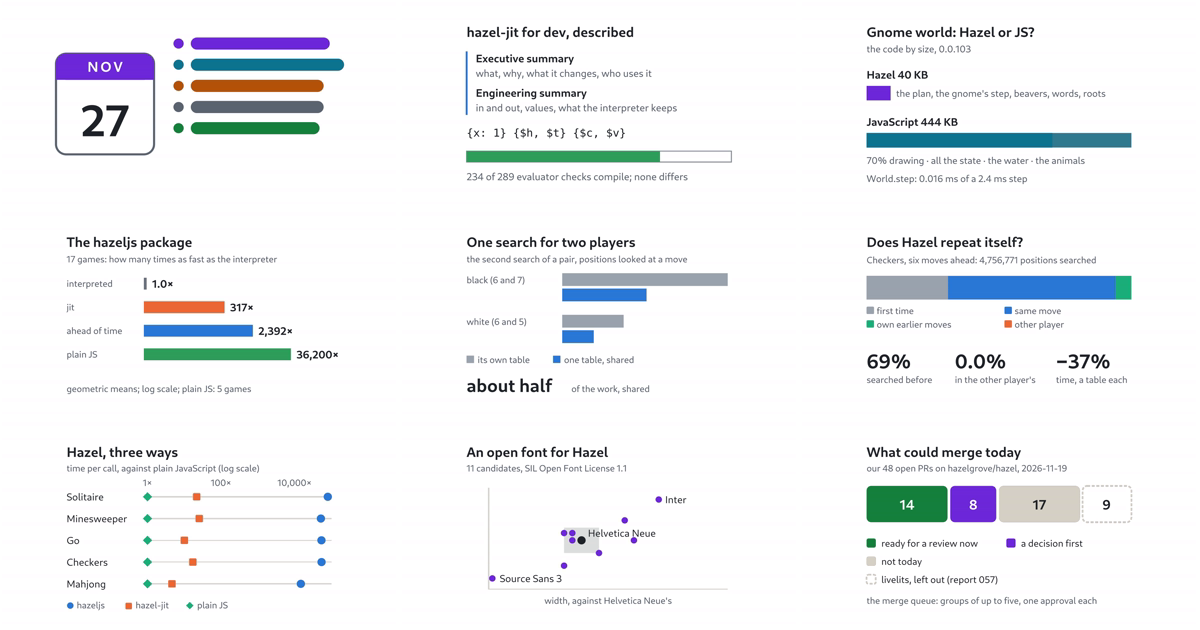 NOV
27
hazel-jit for dev, described
Executive summary
what, why, what it changes, who uses it
Engineering summary
in and out, values, what the interpreter keeps
{x: 1} {$h, $t} {$c, $v}
234 of 289 evaluator checks compile; none differs
Gnome world: Hazel or JS?
the code by size, 0.0.103
Hazel 40 KB
the plan, the gnome's step, beavers, words, roots
JavaScript 444 KB
70% drawing · all the state · the water · the animals
World.step: 0.016 ms of a 2.4 ms step
The hazeljs package
17 games: how many times as fast as the interpreter
interpreted 1.0×
jit 317×
ahead of time 2,392×
plain JS 36,200×
geometric means; log scale; plain JS: 5 games
One search for two players
the second search of a pair, positions looked at a move
black (6 and 7)
white (6 and 5)
its own table one table, shared
about half of the work, shared
Does Hazel repeat itself?
Checkers, six moves ahead: 4,756,771 positions searched
first time same move
own earlier moves other player
69% 0.0% −37%
searched before in the other player's time, a table each
Hazel, three ways
time per call, against plain JavaScript (log scale)
1× 100× 10,000×
Solitaire
Minesweeper
Go
Checkers
Mahjong
hazeljs hazel-jit plain JS
An open font for Hazel
11 candidates, SIL Open Font License 1.1
Inter
Helvetica Neue
Source Sans 3
width, against Helvetica Neue's
What could merge today
our 48 open PRs on hazelgrove/hazel, 2026-11-19
14 8 17 9
ready for a review now a decision first
not today
livelits, left out (report 057)
the merge queue: groups of up to five, one approval each